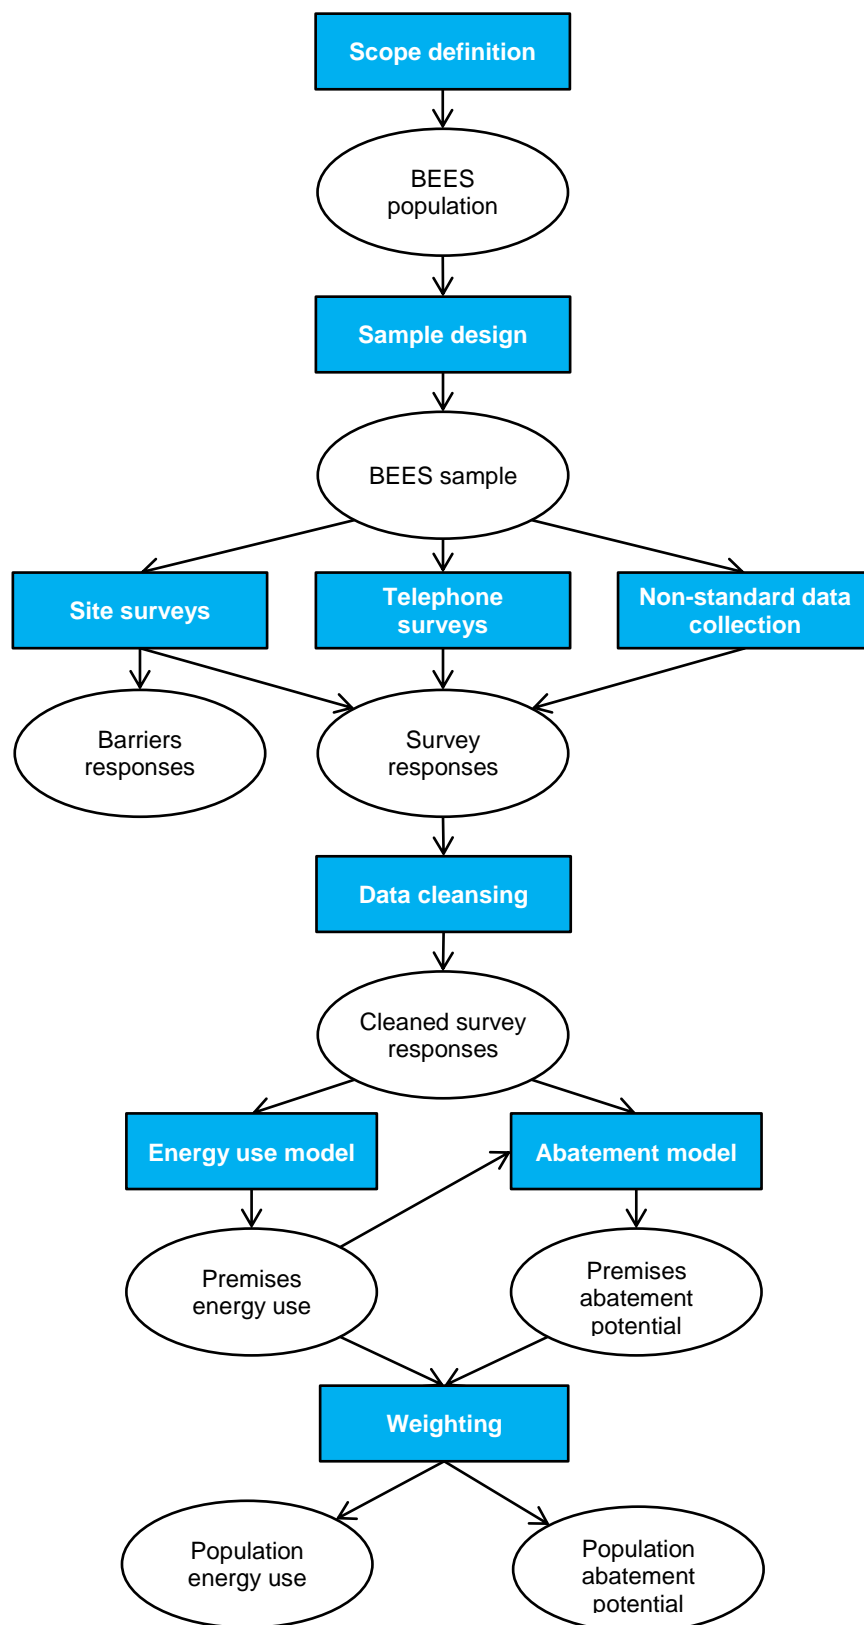 Scope definition
BEES
population
Sample design
BEES sample
Site surveys
Telephone
surveys
Non-standard data
collection
Barriers
responses
Survey
responses
Data cleansing
Cleaned survey
responses
Energy use model
Abatement model
Premises
energy use
Premises
abatement
potential
Weighting
Population
energy use
Population
abatement
potential